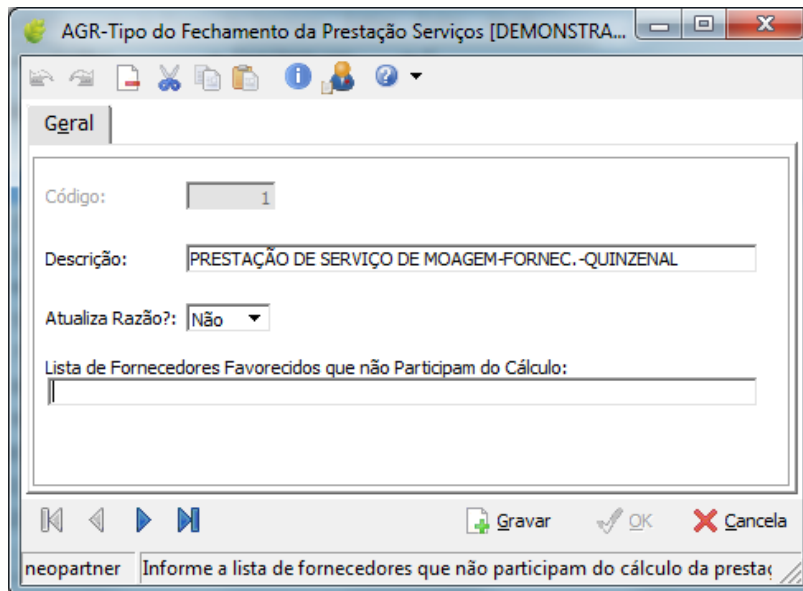 AGR-Tipo do Fechamento da Prestação Serviços [DEMONSTRA...
Geral
Código: 1
Descrição: PRESTAÇÃO DE SERVIÇO DE MOAGEM-FORNEC.-QUINZENAL
Atualiza Razão?: Não
Lista de Fornecedores Favorecidos que não Participam do Cálculo:
Gravar OK Cancela
neopartner Informe a lista de fornecedores que não participam do cálculo da prestaç